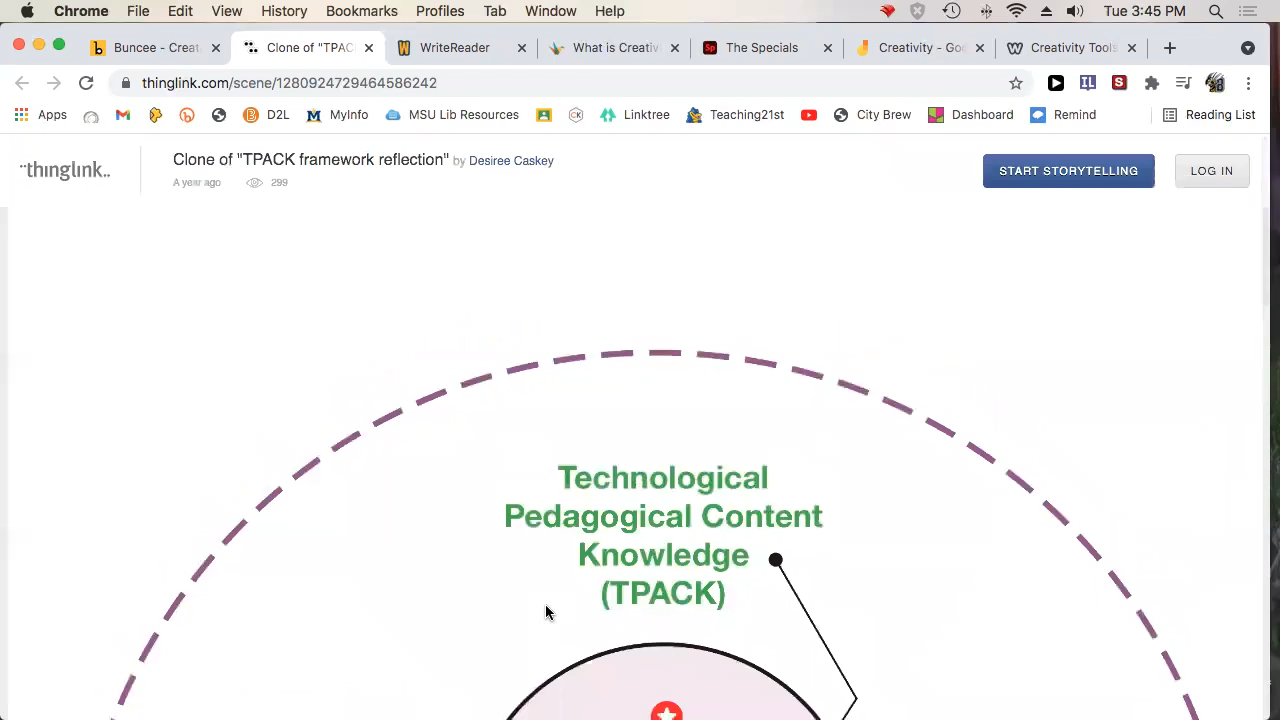 Chrome File Edit View History Bookmarks Profiles Tab Window Help Tue 3:45 PM
Buncee - Creat Clone of "TPAC WriteReader What is Creativi The Specials Creativity - Goo Creativity Tools
thinglink.com/scene/1280924729464586242
Apps D2L MyInfo MSU Lib Resources Linktree Teaching21st City Brew Dashboard Remind Reading List
thinglink.. Clone of "TPACK framework reflection" by Desiree Caskey START STORYTELLING LOG IN
A year ago 299
Technological
Pedagogical Content
Knowledge
(TPACK)